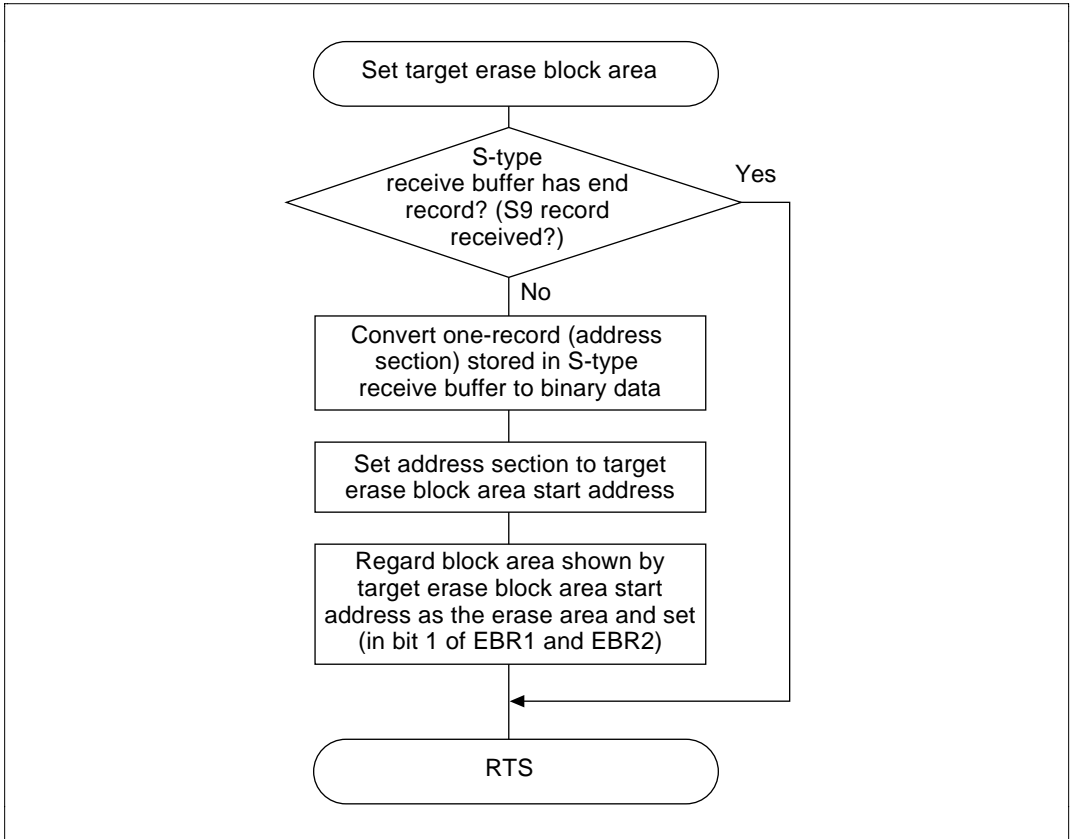 Set target erase block area
S-type
receive buffer has end
record? (S9 record
received?)
Yes
No
Convert one-record (address
section) stored in S-type
receive buffer to binary data
Set address section to target
erase block area start address
Regard block area shown by
target erase block area start
address as the erase area and set
(in bit 1 of EBR1 and EBR2)
RTS